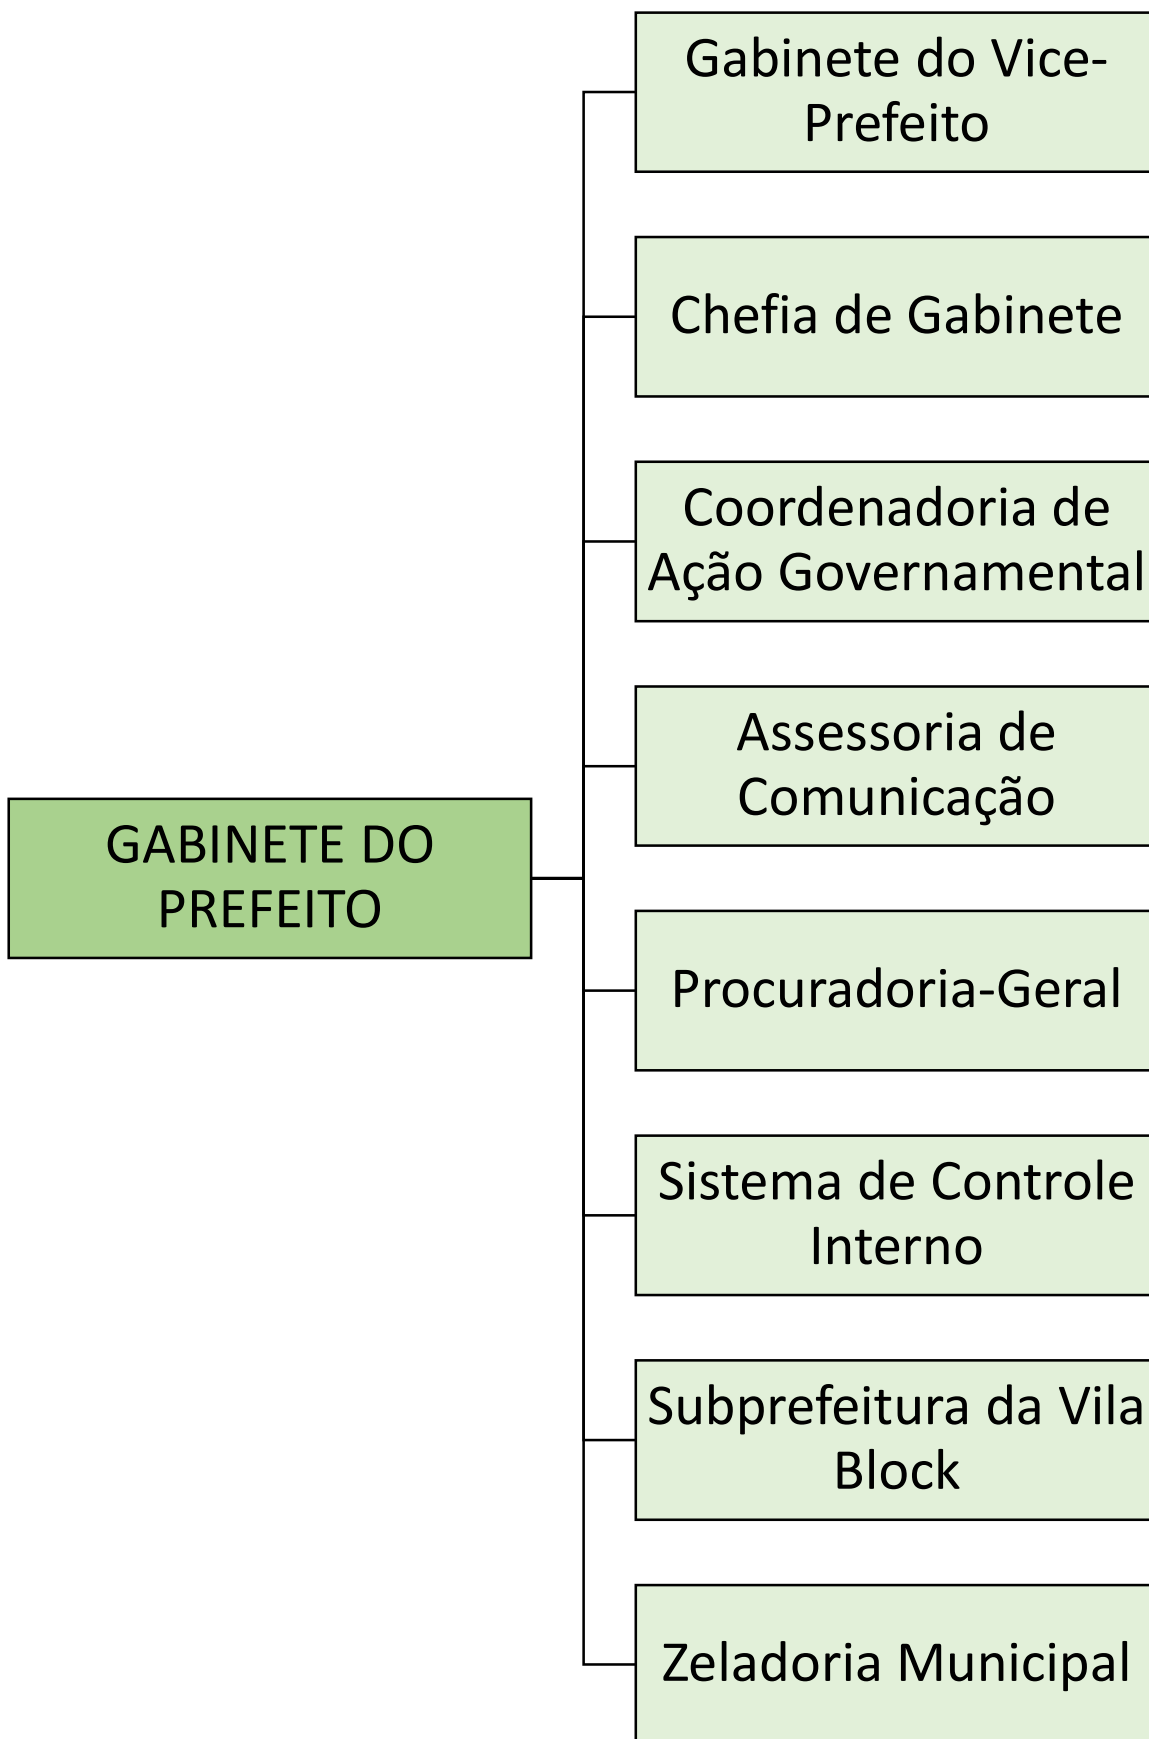 Gabinete do Vice-
Prefeito
Chefia de Gabinete
Coordenadoria de
Ação Governamental
Assessoria de
Comunicação
GABINETE DO
PREFEITO
Procuradoria-Geral
Sistema de Controle
Interno
Subprefeitura da Vila
Block
Zeladoria Municipal